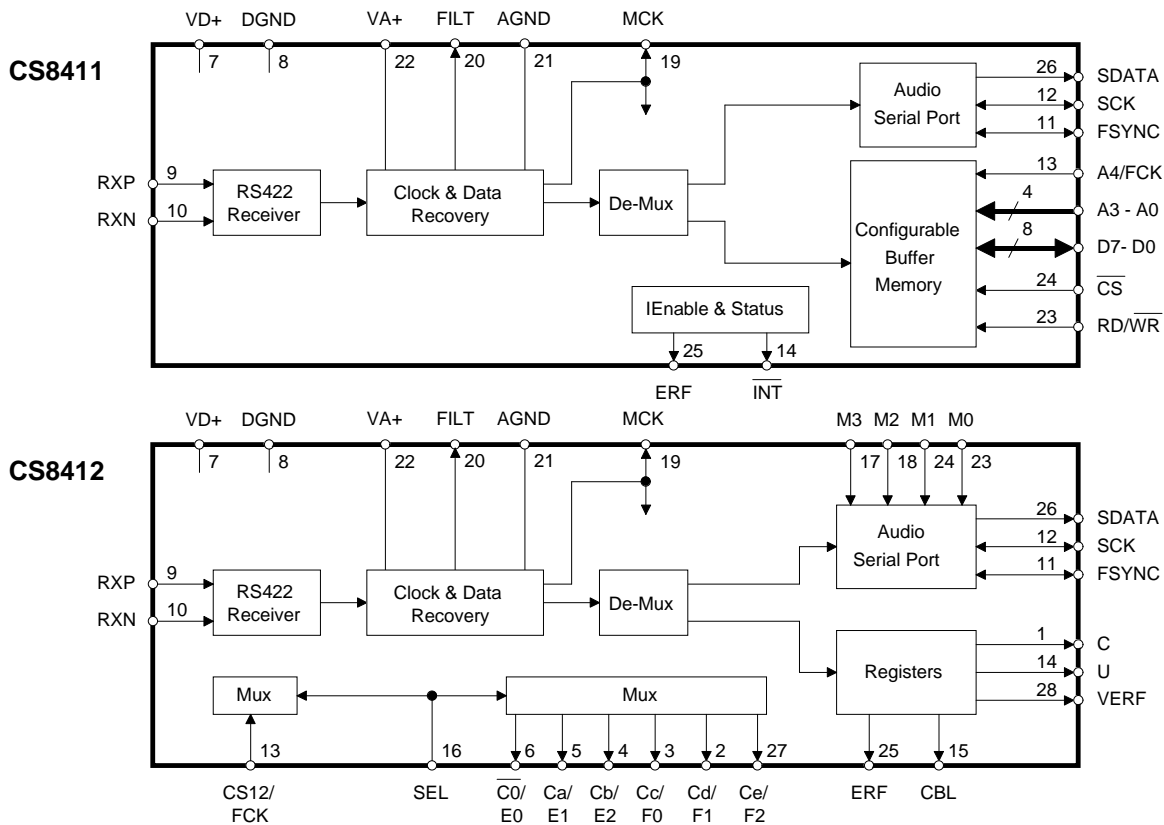 VD+ DGND VA+ FILT AGND MCK
7 8 22 20 21 19
CS8411
Audio
Serial Port
26 SDATA
12 SCK
11 FSYNC
RXP 9
RXN 10
RS422
Receiver
Clock & Data
Recovery
De-Mux
Configurable
Buffer
Memory
13 A4/FCK
4 A3 - A0
8 D7- D0
24 C̅S̅
23 RD/W̅R̅
IEnable & Status
25 14
ERF I̅N̅T̅
VD+ DGND VA+ FILT AGND MCK M3 M2 M1 M0
7 8 22 20 21 19 17 18 24 23
CS8412
Audio
Serial Port
26 SDATA
12 SCK
11 FSYNC
RXP 9
RXN 10
RS422
Receiver
Clock & Data
Recovery
De-Mux
Registers
1 C
14 U
28 VERF
Mux Mux
13 16 6 5 4 3 2 27 25 15
CS12/
FCK
SEL
C̅0̅/
E0
Ca/
E1
Cb/
E2
Cc/
F0
Cd/
F1
Ce/
F2
ERF CBL